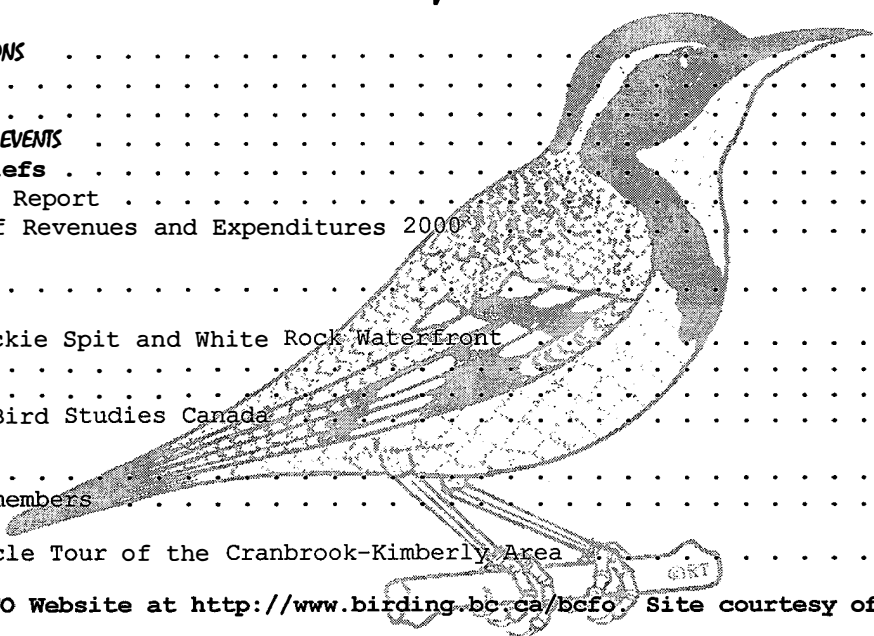 ONS . . . . . . . . . . . . . . . . . . . . . . . . . . . .
. . . . . . . . . . . . . . . . . . . . . . . . . . . . . .
. . . . . . . . . . . . . . . . . . . . . . . . . . . . . .
EVENTS . . . . . . . . . . . . . . . . . . . . . . . . . .
efs . . . . . . . . . . . . . . . . . . . . . . . . . . . .
Report . . . . . . . . . . . . . . . . . . . . . . . . . .
f Revenues and Expenditures 2000 . . . . . . . . . . . . . .
. . . . . . . . . . . . . . . . . . . . . . . . . . . . . .
ckie Spit and White Rock Waterfront . . . . . . . . . . . .
. . . . . . . . . . . . . . . . . . . . . . . . . . . . . .
. . . . . . . . . . . . . . . . . . . . . . . . . . . . . .
Bird Studies Canada . . . . . . . . . . . . . . . . . . . .
. . . . . . . . . . . . . . . . . . . . . . . . . . . . . .
members . . . . . . . . . . . . . . . . . . . . . . . . . .
cle Tour of the Cranbrook-Kimberly Area . . . . . . . . . .
©KT
O Website at http://www.birding.bc.ca/bcfo. Site courtesy of